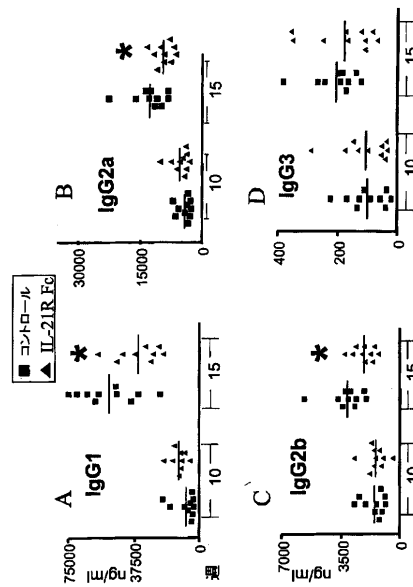 ■ コントロール
▲ IL-21R Fc
A
IgG1
75000
37500
0
ng/ml
*
週
10
15
B
IgG2a
30000
15000
0
*
10
15
C
IgG2b
7000
3500
0
ng/ml
*
10
15
D
IgG3
400
200
0
10
15